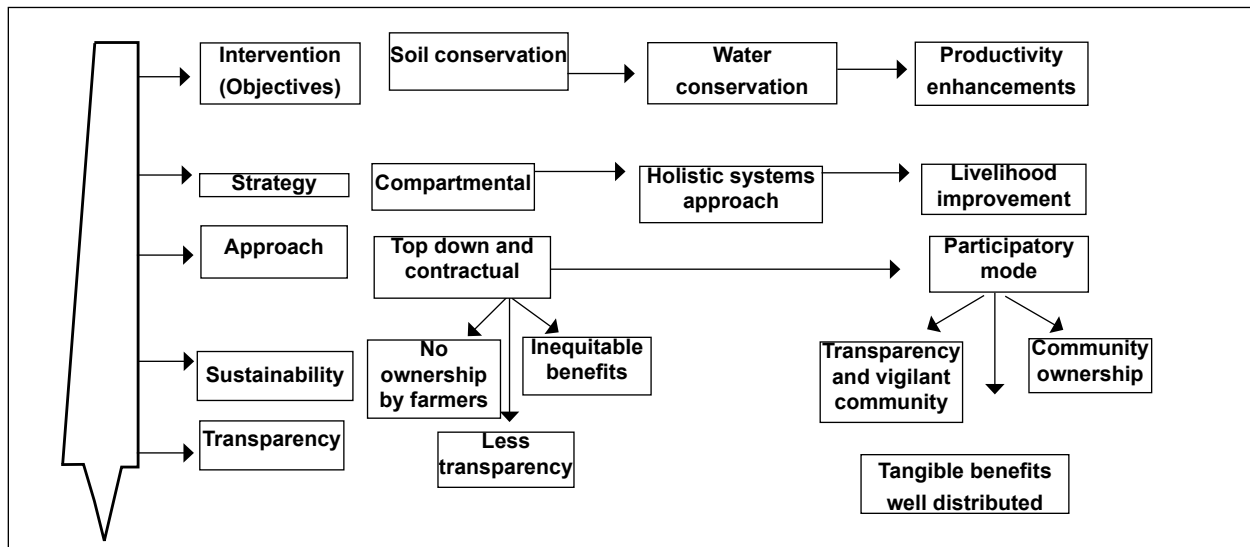 Intervention
(Objectives)
Soil conservation
Water
conservation
Productivity
enhancements
Strategy
Compartmental
Holistic systems
approach
Livelihood
improvement
Approach
Top down and
contractual
Participatory
mode
Sustainability
No
ownership
by farmers
Inequitable
benefits
Transparency
and vigilant
community
Community
ownership
Transparency
Less
transparency
Tangible benefits
well distributed